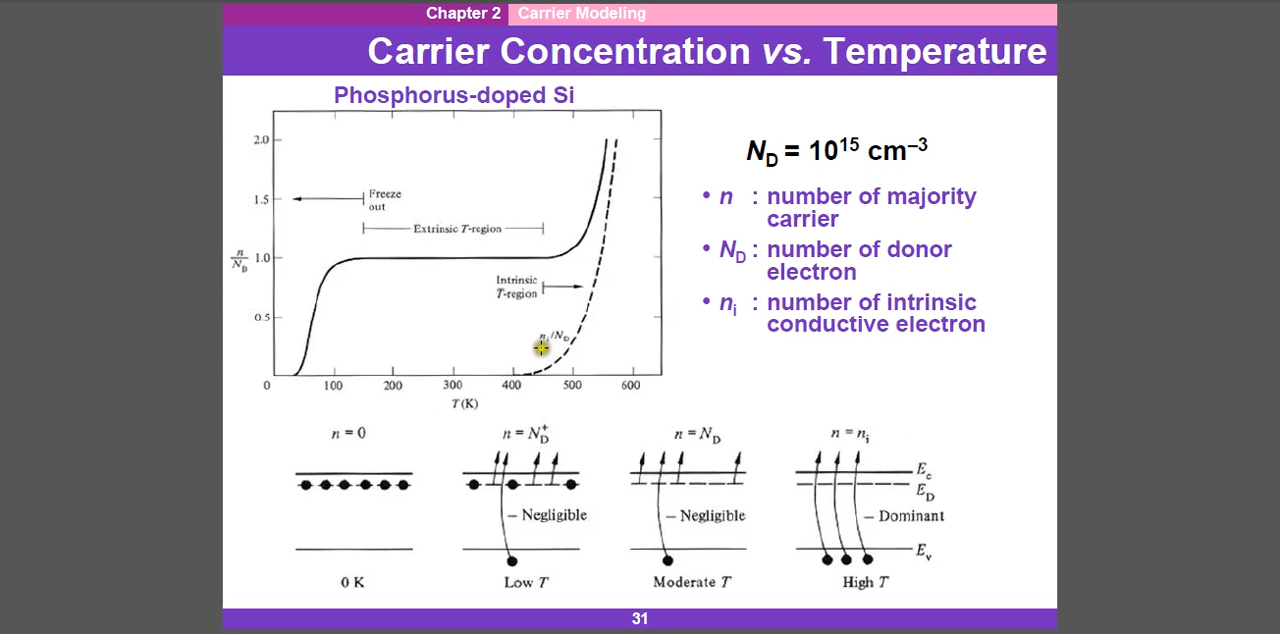 Chapter 2 Carrier Modeling
Carrier Concentration vs. Temperature
Phosphorus-doped Si
2.0
1.5
1.0
0.5
n
N_D
Freeze
out
Extrinsic T-region
Intrinsic
T-region
n_i/N_D
0 100 200 300 400 500 600
T(K)
N_D = 10¹⁵ cm⁻³
• n : number of majority
carrier
• N_D : number of donor
electron
• n_i : number of intrinsic
conductive electron
n = 0
n = N_D⁺
n = N_D
n = n_i
E_c
E_D
– Negligible
– Negligible
– Dominant
E_v
0 K
Low T
Moderate T
High T
31